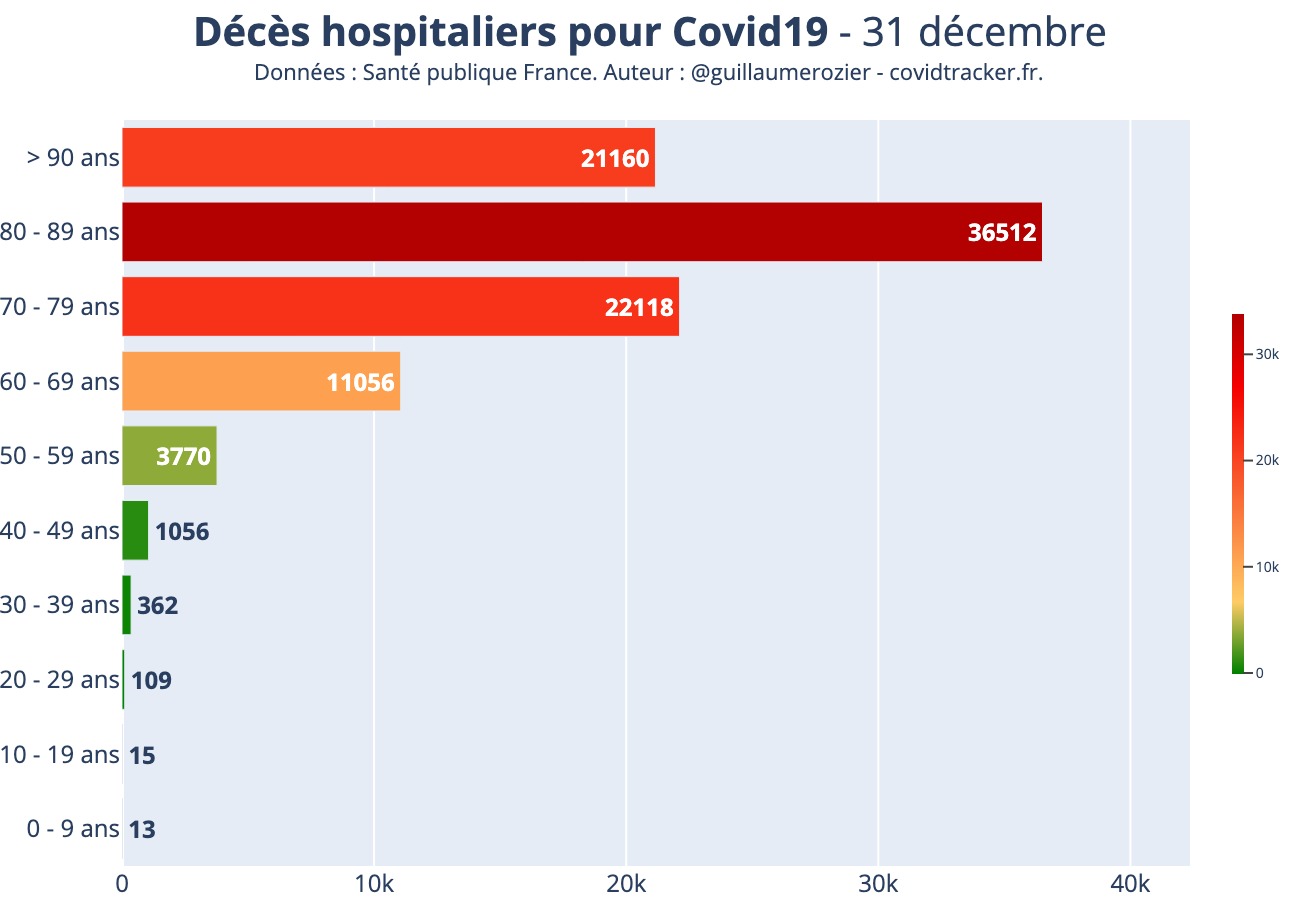 Décès hospitaliers pour Covid19 - 31 décembre
Données : Santé publique France. Auteur : @guillaumerozier - covidtracker.fr.
> 90 ans 21160
80 - 89 ans 36512
70 - 79 ans 22118
60 - 69 ans 11056
50 - 59 ans 3770
40 - 49 ans 1056
30 - 39 ans 362
20 - 29 ans 109
10 - 19 ans 15
0 - 9 ans 13
0 10k 20k 30k 40k
30k
20k
10k
0